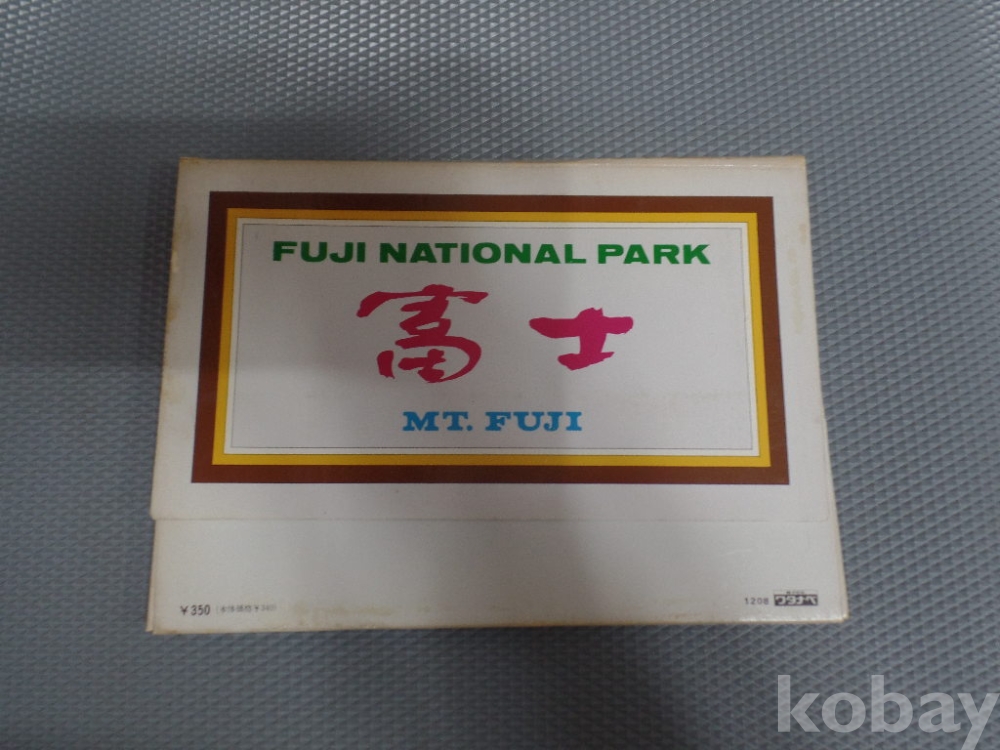 FUJI NATIONAL PARK
富士
MT. FUJI
¥350
1208 ワタナベ
kobay